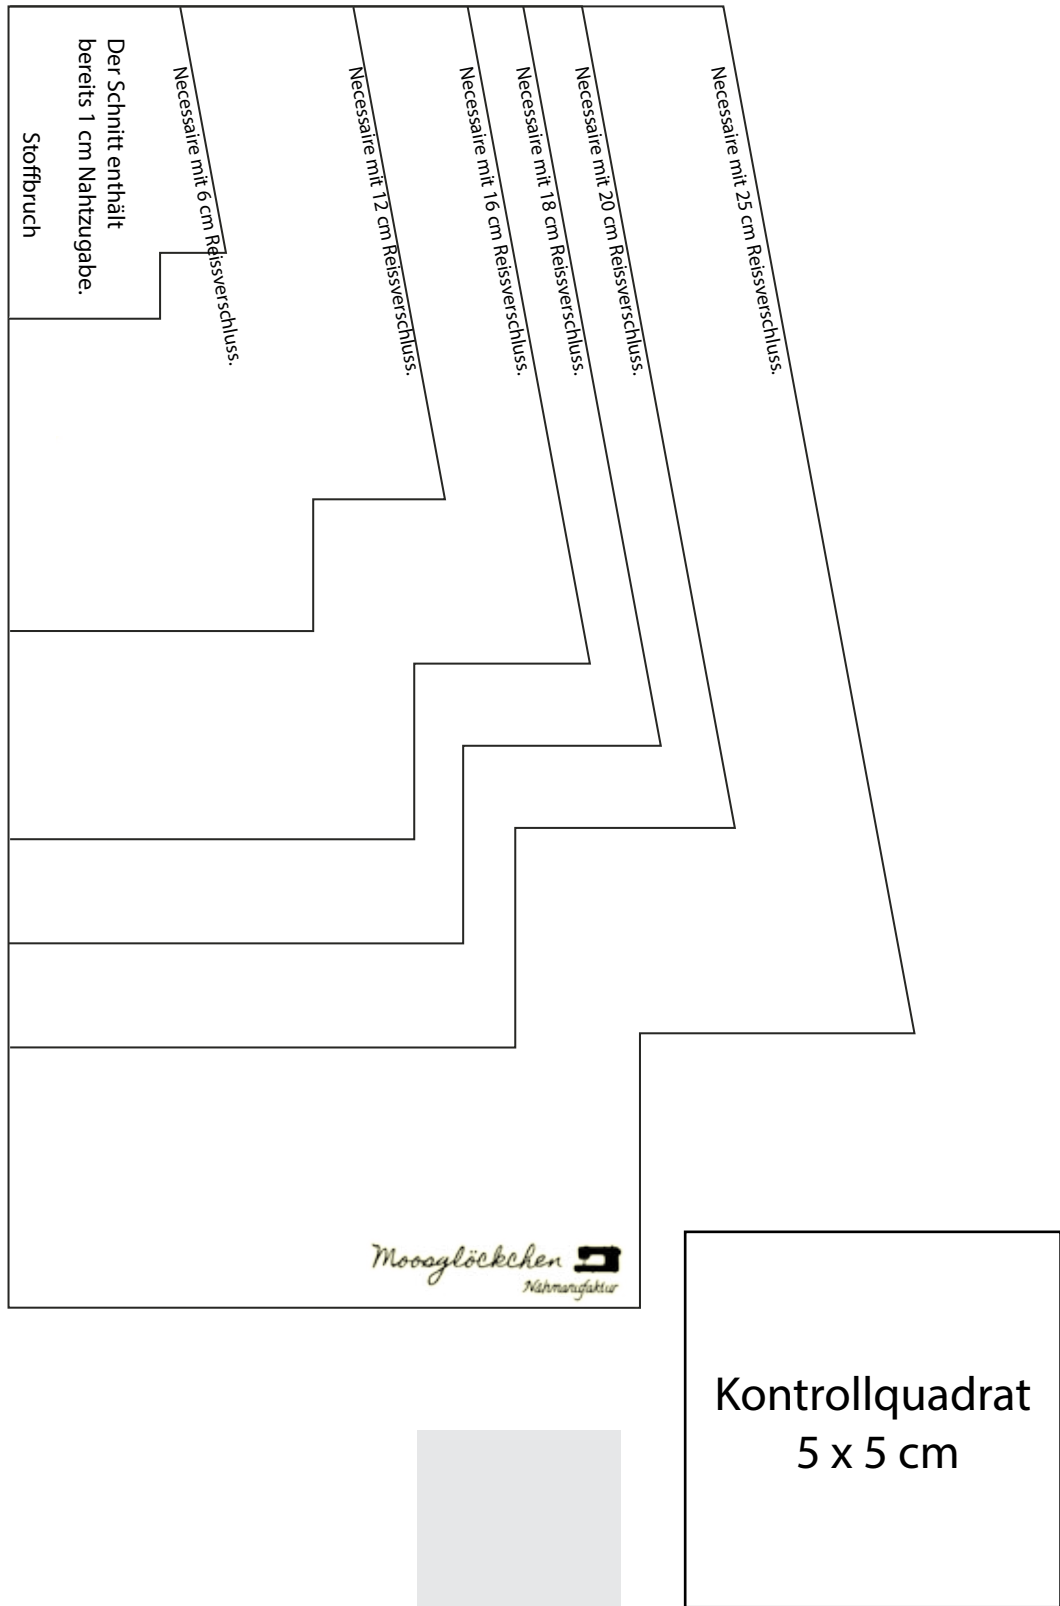 Der Schnitt enthält
bereits 1 cm Nahtzugabe.
Stoffbruch
Necessaire mit 6 cm Reissverschluss.
Necessaire mit 12 cm Reissverschluss.
Necessaire mit 16 cm Reissverschluss.
Necessaire mit 18 cm Reissverschluss.
Necessaire mit 20 cm Reissverschluss.
Necessaire mit 25 cm Reissverschluss.
Moosglöckchen
Nähmanufaktur
Kontrollquadrat
5 x 5 cm